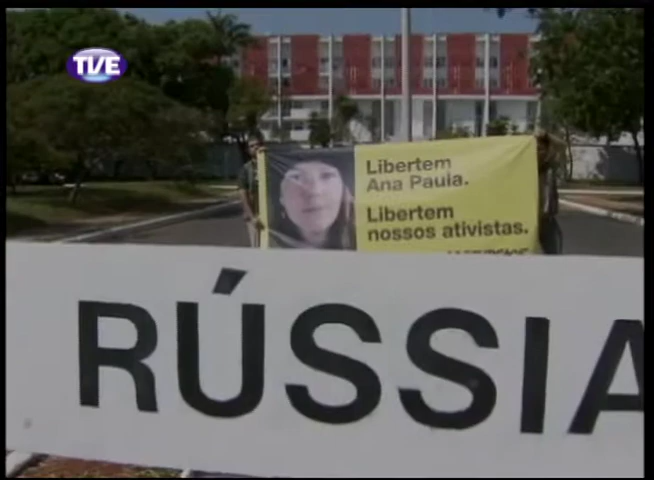 TVE
Libertem
Ana Paula.
Libertem
nossos ativistas.
RÚSSIA